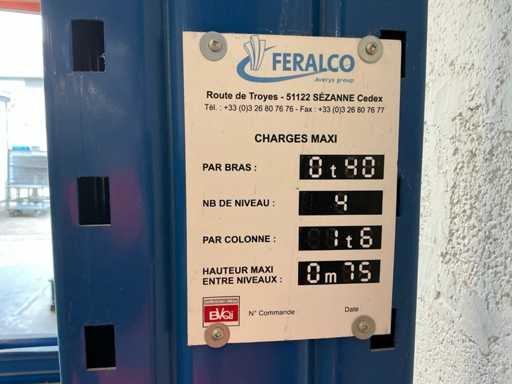 FERALCO
Averys group
Route de Troyes - 51122 SÉZANNE Cedex
Tél. : +33 (0)3 26 80 76 76 - Fax : +33 (0)3 26 80 76 77
CHARGES MAXI
PAR BRAS : 0t40
NB DE NIVEAU : 4
PAR COLONNE : 1t6
HAUTEUR MAXI
ENTRE NIVEAUX : 0m75
BVQi N° Commande Date